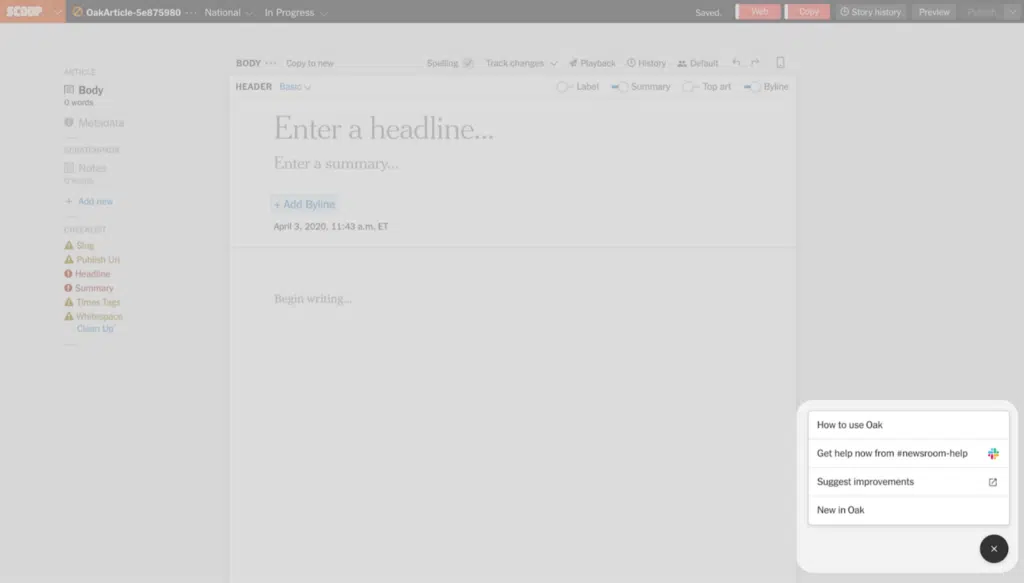 SCOOP OakArticle-5e875980 ··· National In Progress Saved. Web Copy Story history Preview Publish
BODY ··· Copy to new Spelling Track changes Playback History Default
HEADER Basic Label Summary Top art Byline
ARTICLE
Body
0 words
Metadata
SCRATCHPADS
Notes
0 words
+ Add new
CHECKLIST
Slug
Publish Url
Headline
Summary
Times Tags
Whitespace
Clean Up
Enter a headline...
Enter a summary...
+ Add Byline
April 3, 2020, 11:43 a.m. ET
Begin writing...
How to use Oak
Get help now from #newsroom-help
Suggest improvements
New in Oak